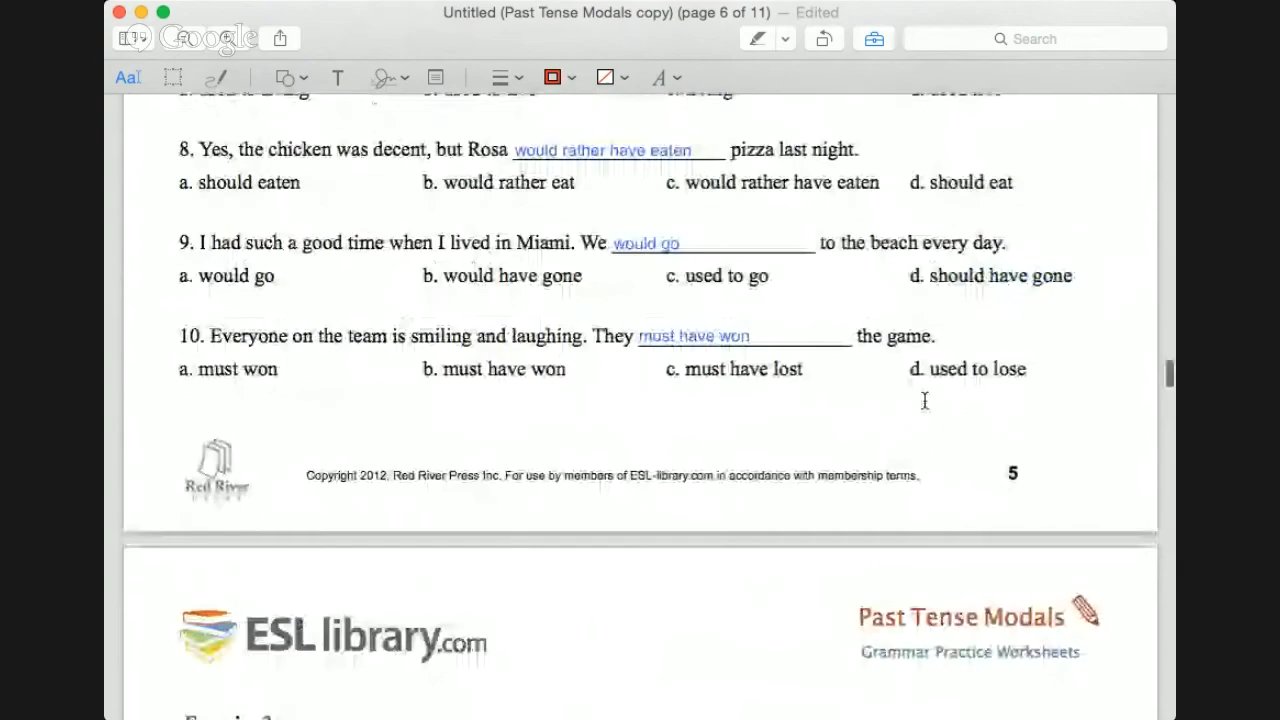 Untitled (Past Tense Modals copy) (page 6 of 11) — Edited
Google
Search
AaI
T
A
8. Yes, the chicken was decent, but Rosa would rather have eaten pizza last night.
a. should eaten b. would rather eat c. would rather have eaten d. should eat
9. I had such a good time when I lived in Miami. We would go to the beach every day.
a. would go b. would have gone c. used to go d. should have gone
10. Everyone on the team is smiling and laughing. They must have won the game.
a. must won b. must have won c. must have lost d. used to lose
Red River
Copyright 2012, Red River Press Inc. For use by members of ESL-library.com in accordance with membership terms.
5
ESL library.com
Past Tense Modals
Grammar Practice Worksheets